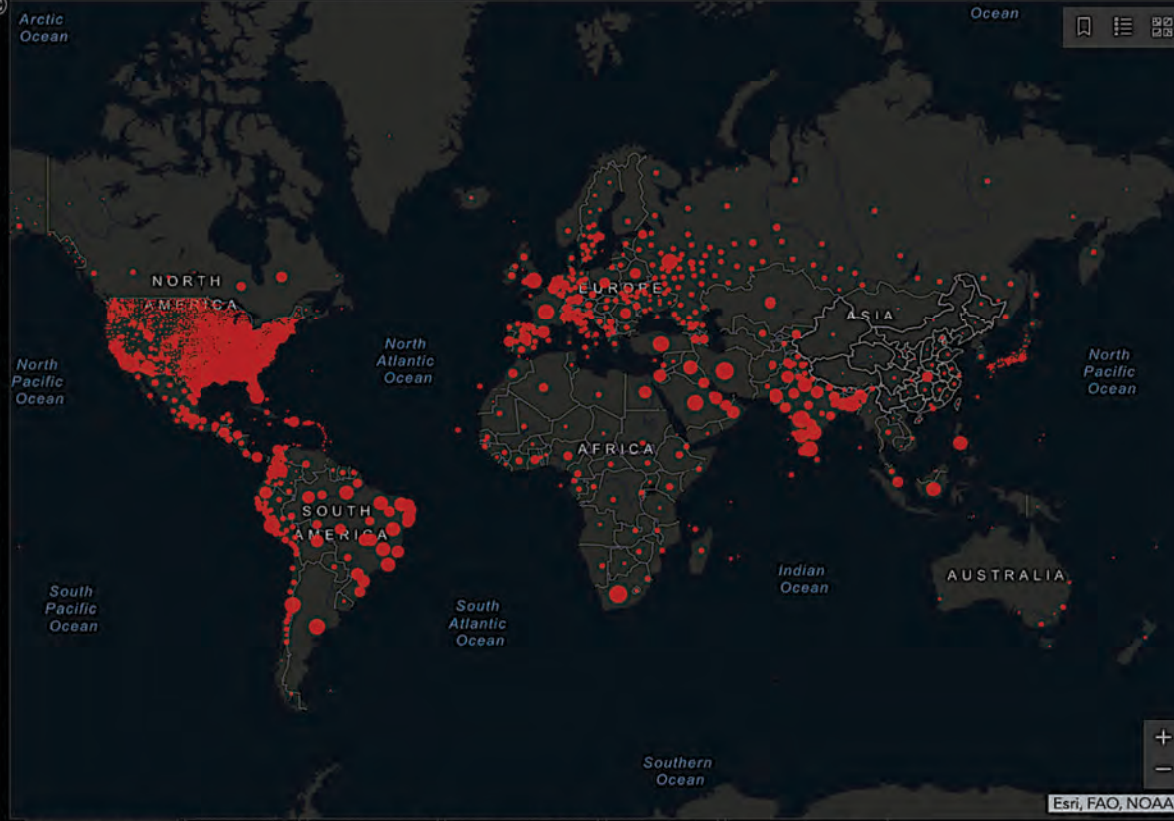 Arctic
Ocean
Ocean
NORTH
AMERICA
EUROPE
ASIA
North
Pacific
Ocean
North
Atlantic
Ocean
North
Pacific
Ocean
AFRICA
SOUTH
AMERICA
South
Pacific
Ocean
South
Atlantic
Ocean
Indian
Ocean
AUSTRALIA
Southern
Ocean
+
−
Esri, FAO, NOAA